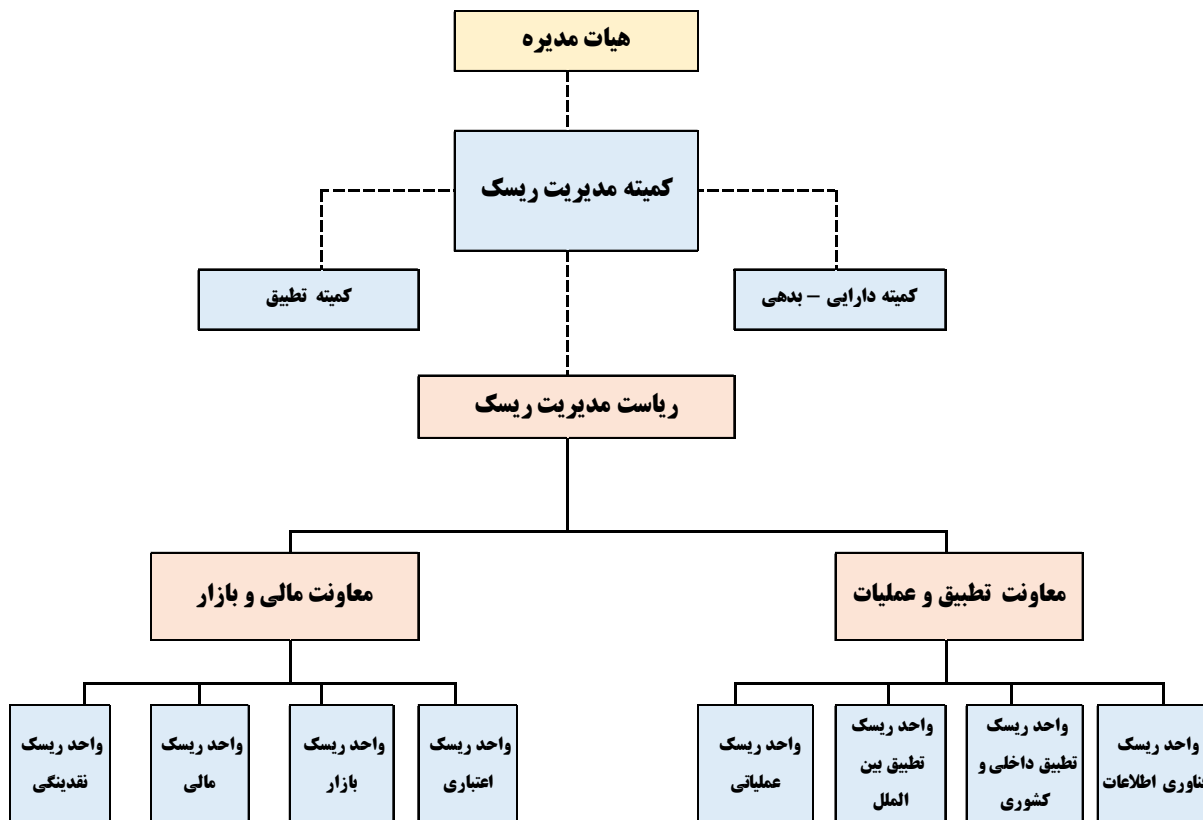 هیات مدیره
کمیته مدیریت ریسک
کمیته دارایی – بدهی
کمیته تطبیق
ریاست مدیریت ریسک
معاونت تطبیق و عملیات
معاونت مالی و بازار
واحد ریسک
فناوری اطلاعات
واحد ریسک
تطبیق داخلی و
کشوری
واحد ریسک
تطبیق بین
الملل
واحد ریسک
عملیاتی
واحد ریسک
اعتباری
واحد ریسک
بازار
واحد ریسک
مالی
واحد ریسک
نقدینگی